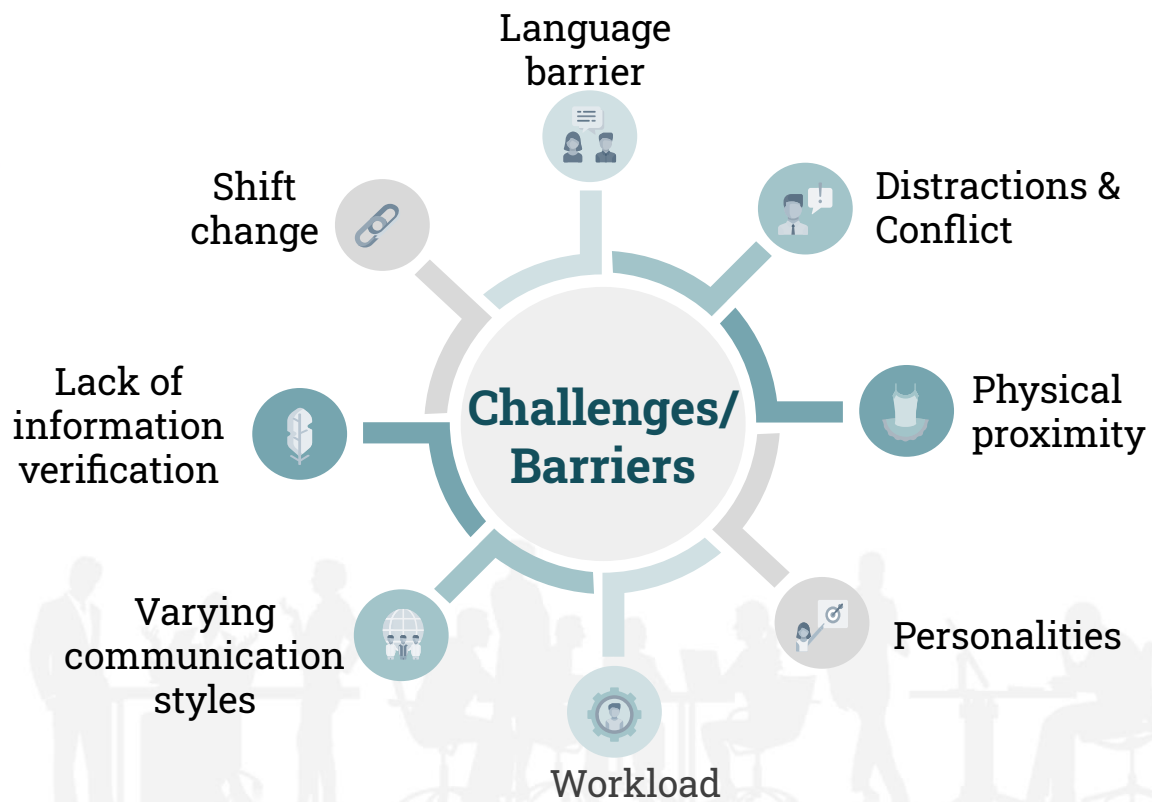 Language
barrier
Distractions &
Conflict
Physical
proximity
Personalities
Workload
Varying
communication
styles
Lack of
information
verification
Shift
change
Challenges/
Barriers